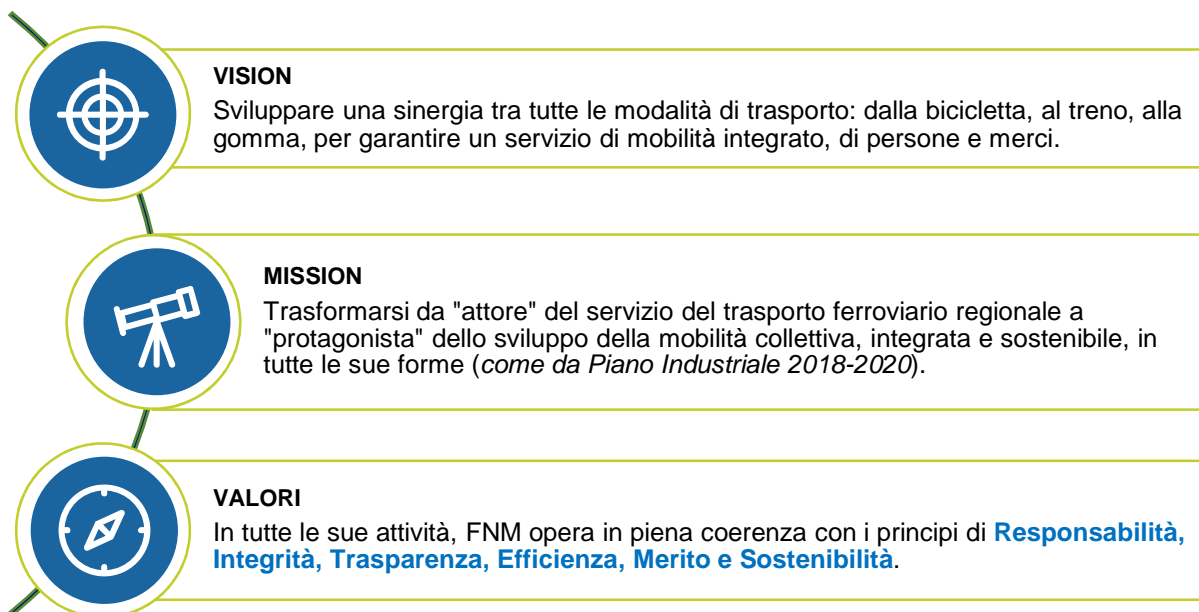 VISION
Sviluppare una sinergia tra tutte le modalità di trasporto: dalla bicicletta, al treno, alla
gomma, per garantire un servizio di mobilità integrato, di persone e merci.
MISSION
Trasformarsi da "attore" del servizio del trasporto ferroviario regionale a
"protagonista" dello sviluppo della mobilità collettiva, integrata e sostenibile, in
tutte le sue forme (come da Piano Industriale 2018-2020).
VALORI
In tutte le sue attività, FNM opera in piena coerenza con i principi di Responsabilità,
Integrità, Trasparenza, Efficienza, Merito e Sostenibilità.